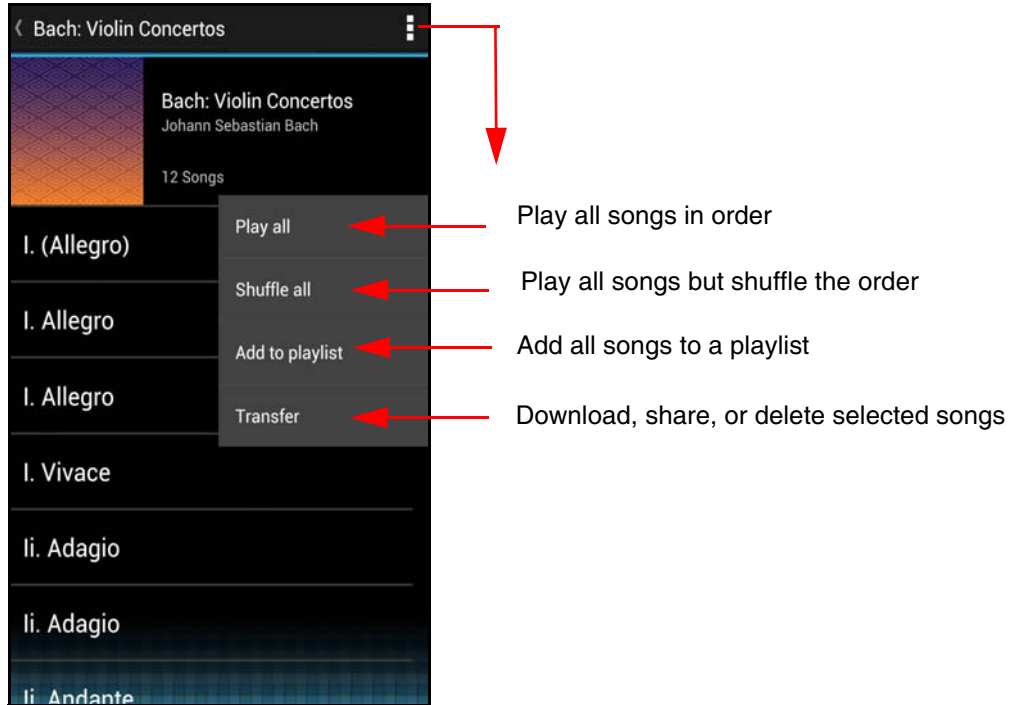 Bach: Violin Concertos
Bach: Violin Concertos
Johann Sebastian Bach
12 Songs
Play all
Play all songs in order
I. (Allegro)
Shuffle all
Play all songs but shuffle the order
I. Allegro
Add to playlist
Add all songs to a playlist
I. Allegro
Transfer
Download, share, or delete selected songs
I. Vivace
Ii. Adagio
Ii. Adagio
Ii. Andante